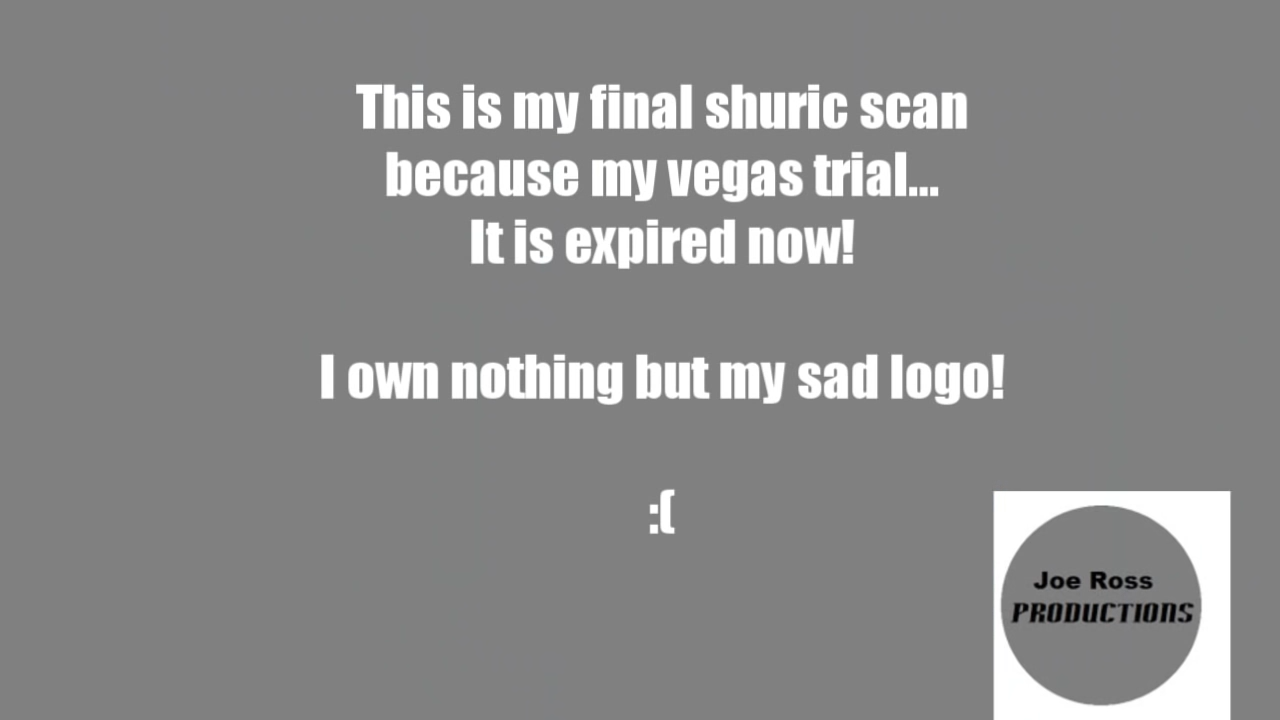 This is my final shuric scan
because my vegas trial...
It is expired now!
I own nothing but my sad logo!
:(
Joe Ross
PRODUCTIONS